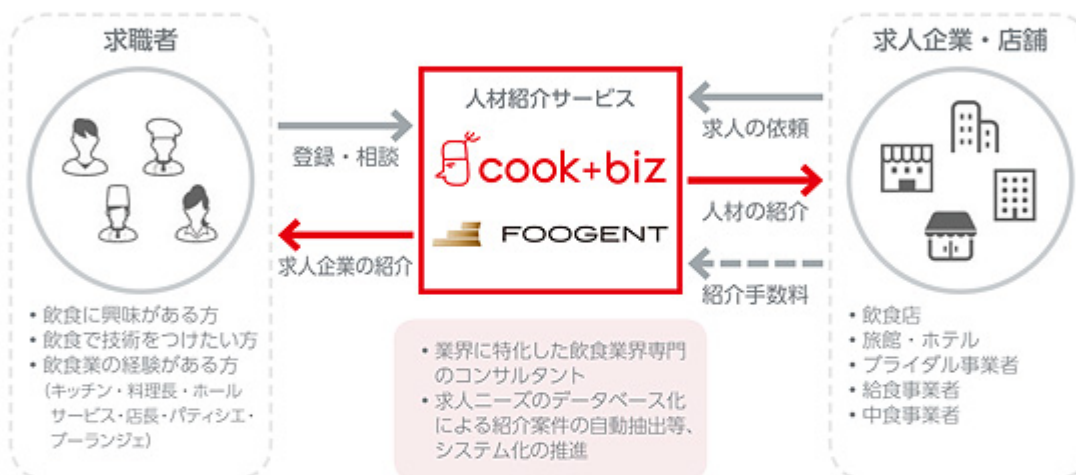 求職者
飲食に興味がある方
飲食で技術をつけたい方
飲食業の経験がある方
(キッチン・料理長・ホール
サービス・店長・パティシエ・
ブーランジェ)
登録・相談
求人企業の紹介
人材紹介サービス
cook+biz
FOOGENT
・業界に特化した飲食業界専門
のコンサルタント
・求人ニーズのデータベース化
による紹介案件の自動抽出等、
システム化の推進
求人の依頼
人材の紹介
紹介手数料
求人企業・店舗
・飲食店
・旅館・ホテル
・ブライダル事業者
・給食事業者
・中食事業者